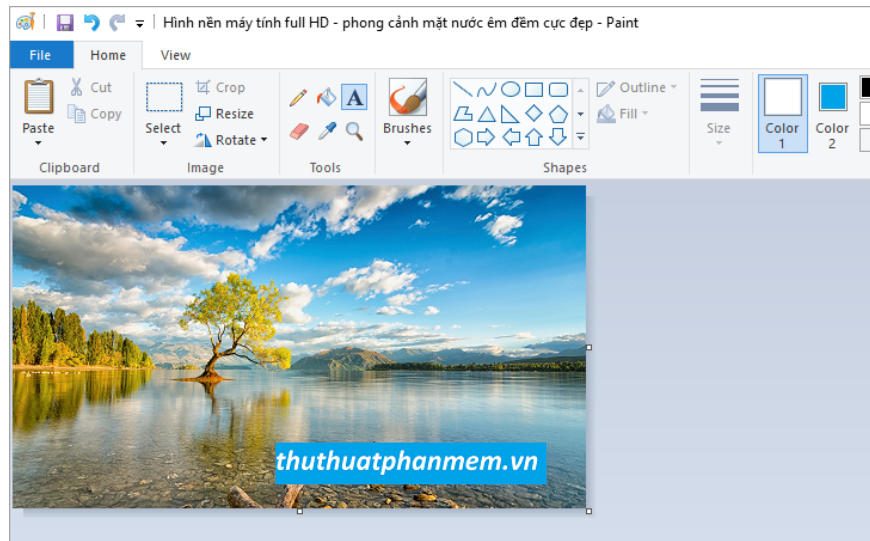 Hình nền máy tính full HD - phong cảnh mặt nước êm đềm cực đẹp - Paint
File Home View
Paste
Cut
Copy
Clipboard
Select
Crop
Resize
Rotate
Image
A
Tools
Brushes
Outline
Fill
Shapes
Size
Color 1
Color 2
thuthuatphanmem.vn